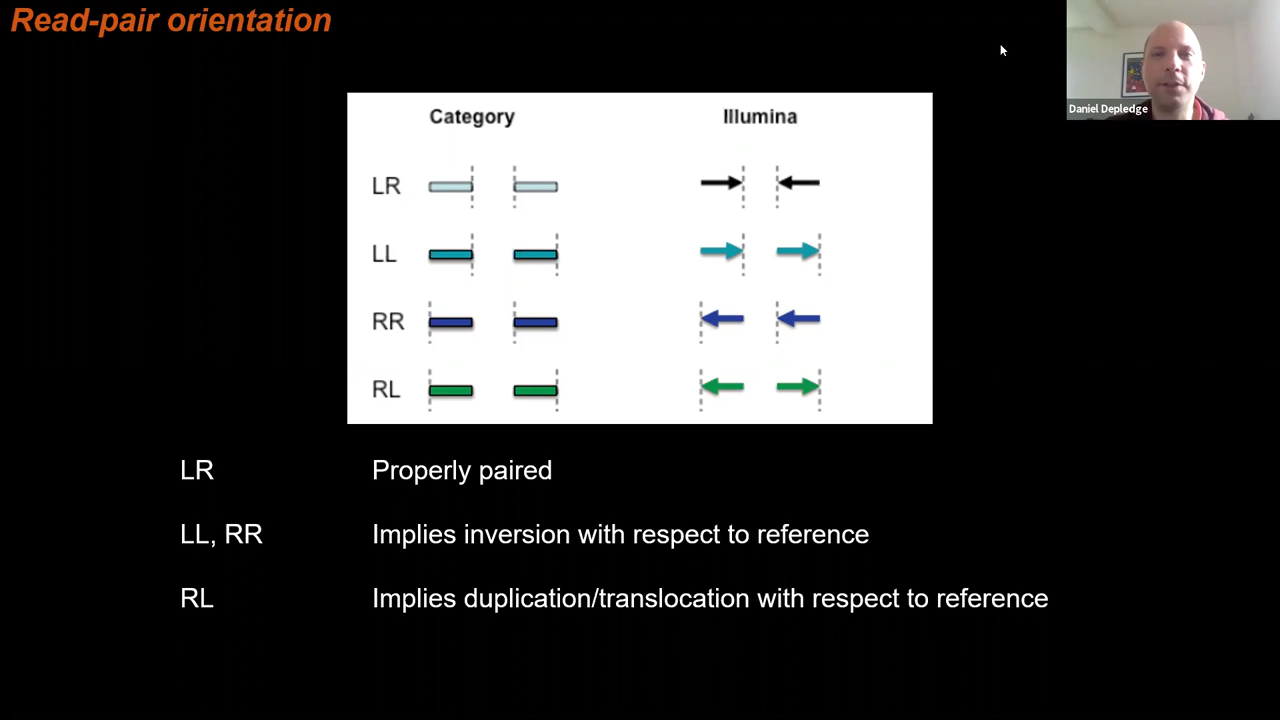 Read-pair orientation
Daniel Depledge
Category Illumina
LR
LL
RR
RL
LR Properly paired
LL, RR Implies inversion with respect to reference
RL Implies duplication/translocation with respect to reference